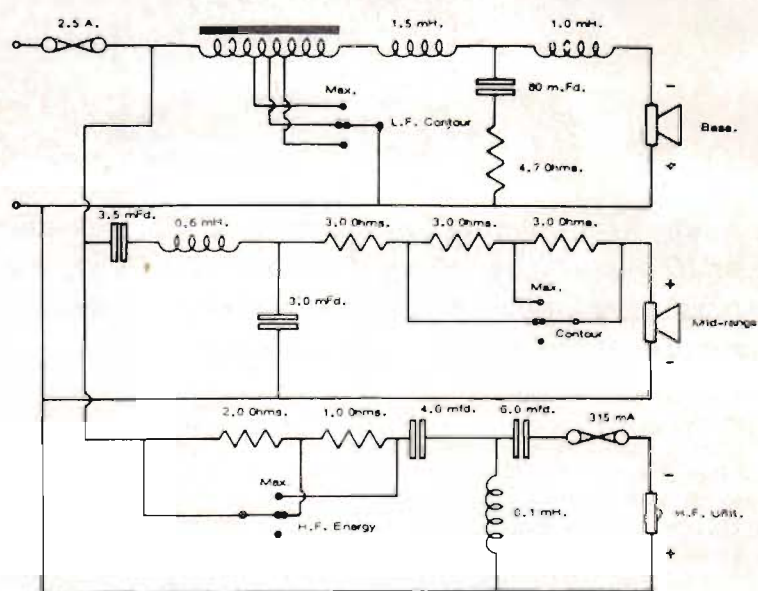 2.5 A.
1.5 mH.
1.0 mH.
Max.
L.F. Contour
80 m.Fd.
4.7 Ohms.
-
Bass.
+
3.5 mFd.
0.6 mH.
3.0 Ohms.
3.0 Ohms.
3.0 Ohms.
3.0 mFd.
Max.
Contour
+
Mid-range
-
2.0 Ohms.
1.0 Ohms.
4.0 mfd.
6.0 mfd.
315 mA
Max.
H.F. Energy
0.1 mH.
-
H.F. Unit.
+